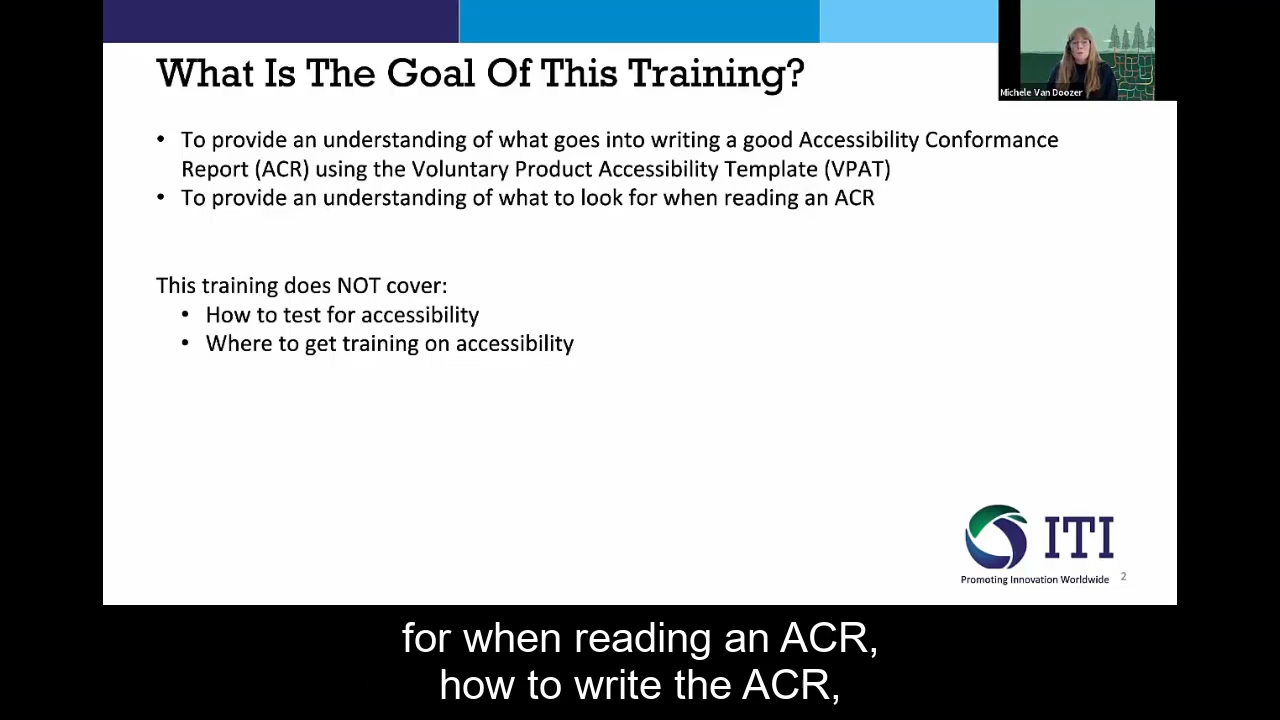 What Is The Goal Of This Training?
Michele Van Doozer
• To provide an understanding of what goes into writing a good Accessibility Conformance
Report (ACR) using the Voluntary Product Accessibility Template (VPAT)
• To provide an understanding of what to look for when reading an ACR
This training does NOT cover:
• How to test for accessibility
• Where to get training on accessibility
ITI
Promoting Innovation Worldwide 2
for when reading an ACR,
how to write the ACR,